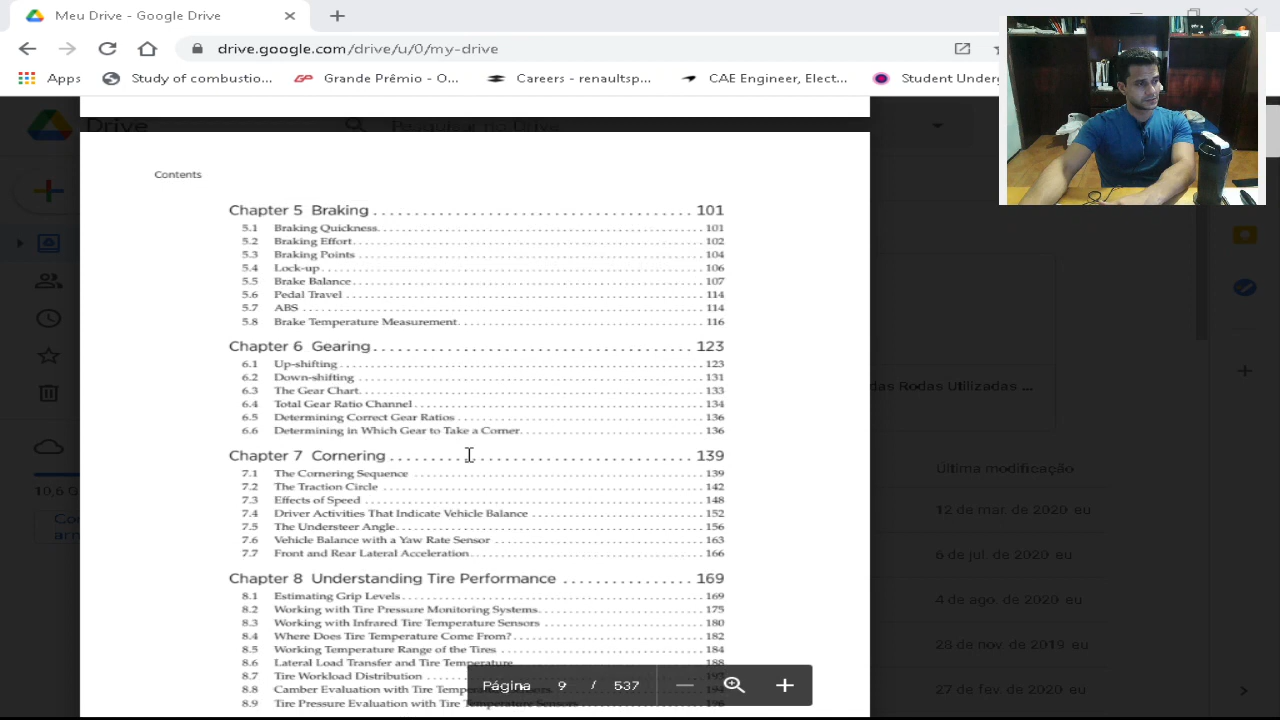 Meu Drive - Google Drive
drive.google.com/drive/u/0/my-drive
Apps Study of combustio... Grande Prêmio - O... Careers - renaultsp... CAE Engineer, Elect... Student Underg
Drive Pesquise no Drive
Contents
Chapter 5 Braking 101
5.1 Braking Quickness 101
5.2 Braking Effort 102
5.3 Braking Points 104
5.4 Lock-up 106
5.5 Brake Balance 107
5.6 Pedal Travel 114
5.7 ABS 114
5.8 Brake Temperature Measurement 116
Chapter 6 Gearing 123
6.1 Up-shifting 123
6.2 Down-shifting 131
6.3 The Gear Chart 133
6.4 Total Gear Ratio Channel 134
6.5 Determining Correct Gear Ratios 136
6.6 Determining in Which Gear to Take a Corner 136
Chapter 7 Cornering 139
7.1 The Cornering Sequence 139
7.2 The Traction Circle 142
7.3 Effects of Speed 148
7.4 Driver Activities That Indicate Vehicle Balance 152
7.5 The Understeer Angle 156
7.6 Vehicle Balance with a Yaw Rate Sensor 163
7.7 Front and Rear Lateral Acceleration 166
Chapter 8 Understanding Tire Performance 169
8.1 Estimating Grip Levels 169
8.2 Working with Tire Pressure Monitoring Systems 175
8.3 Working with Infrared Tire Temperature Sensors 180
8.4 Where Does Tire Temperature Come From? 182
8.5 Working Temperature Range of the Tires 184
8.6 Lateral Load Transfer and Tire Temperature 188
8.7 Tire Workload Distribution
8.8 Camber Evaluation with Tire
8.9 Tire Pressure Evaluation with Tire
Página 9 / 537
das Rodas Utilizadas ...
Última modificação
12 de mar. de 2020 eu
6 de jul. de 2020 eu
4 de ago. de 2020 eu
28 de nov. de 2019 eu
27 de fev. de 2020 eu
10,6